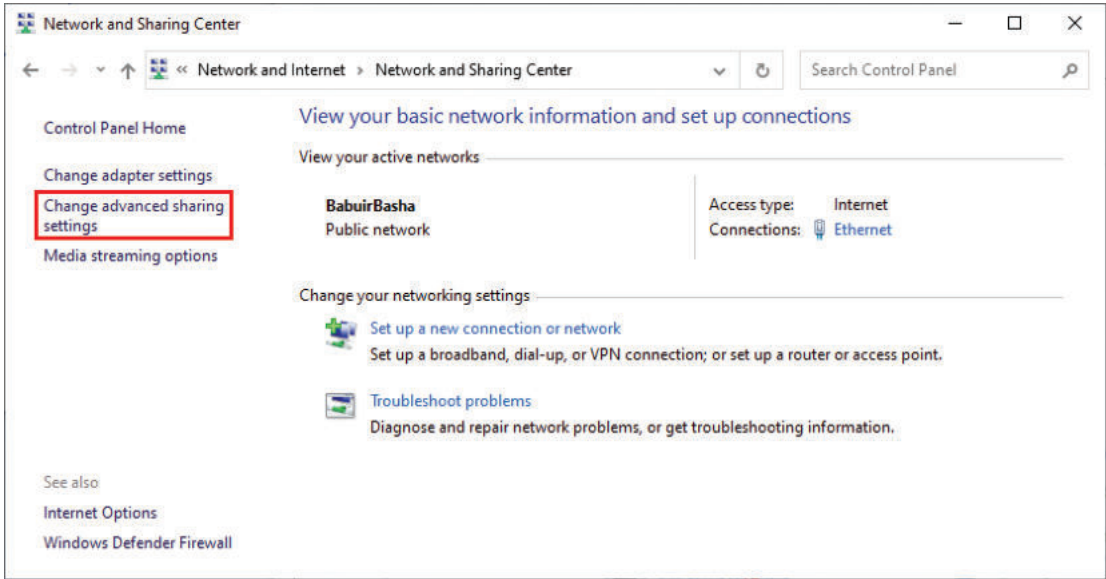 Network and Sharing Center
« Network and Internet > Network and Sharing Center
Search Control Panel
Control Panel Home
Change adapter settings
Change advanced sharing
settings
Media streaming options
See also
Internet Options
Windows Defender Firewall
View your basic network information and set up connections
View your active networks
BabuirBasha
Public network
Access type: Internet
Connections: Ethernet
Change your networking settings
Set up a new connection or network
Set up a broadband, dial-up, or VPN connection; or set up a router or access point.
Troubleshoot problems
Diagnose and repair network problems, or get troubleshooting information.